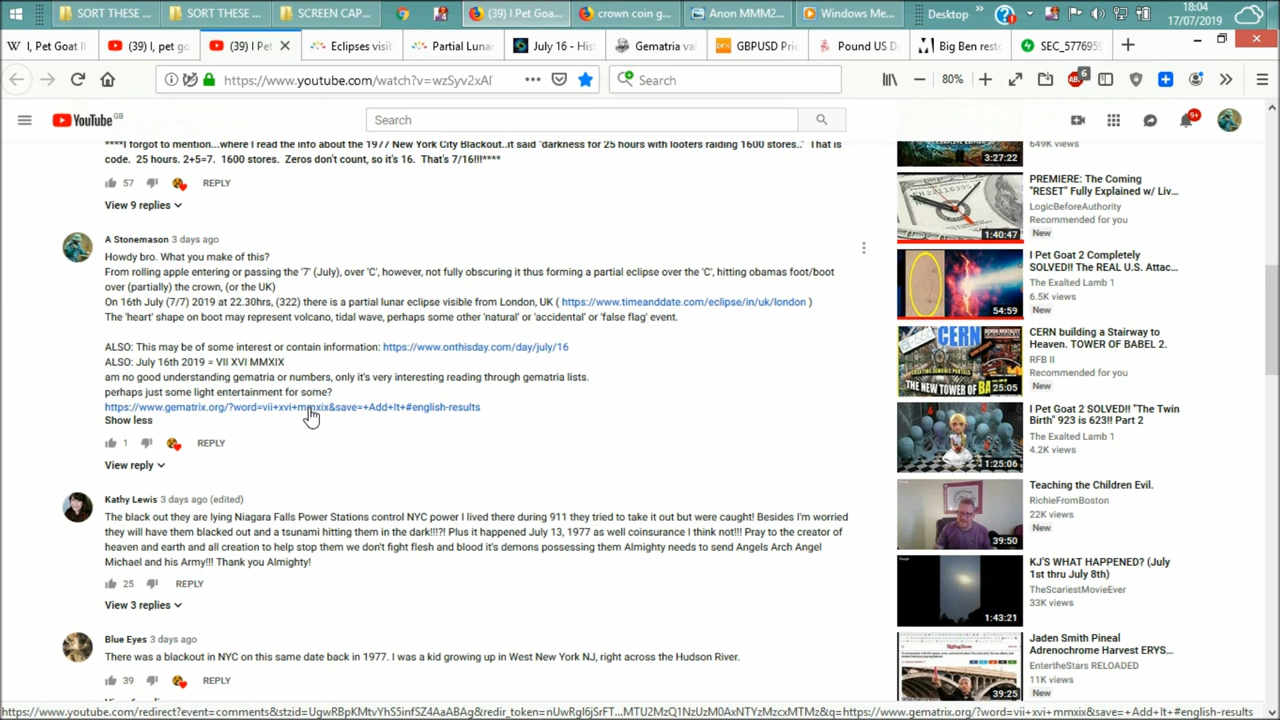 SORT THESE ...
SORT THESE ...
SCREEN CAP...
(39) I Pet Goa...
crown coin g...
Anon MMM2...
Windows Me...
Desktop
18:04
17/07/2019
I, Pet Goat I
(39) I, pet go
(39) I Pet
Eclipses visib
Partial Lunar
July 16 - Hist
Gematria val
GBPUSD Pric
Pound US Do
Big Ben resto
SEC_5776959
https://www.youtube.com/watch?v=wzSyv2xAl
Search
80%
6
YouTube GB
Search
9+
****I forgot to mention...where I read the info about the 1977 New York City Blackout..it said "darkness for 25 hours with looters raiding 1600 stores.." That is
code. 25 hours. 2+5=7. 1600 stores. Zeros don't count, so it's 16. That's 7/16!!!****
57 REPLY
View 9 replies
A Stonemason 3 days ago
Howdy bro. What you make of this?
From rolling apple entering or passing the '7' (July), over 'C', however, not fully obscuring it thus forming a partial eclipse over the 'C', hitting obamas foot/boot
over (partially) the crown, (or the UK)
On 16th July (7/7) 2019 at 22.30hrs, (322) there is a partial lunar eclipse visible from London, UK ( https://www.timeanddate.com/eclipse/in/uk/london )
The 'heart' shape on boot may represent volcano/tidal wave, perhaps some other 'natural' or 'accidental' or 'false flag' event.
ALSO: This may be of some use for extra information: https://www.onthisday.com/day/july/16
ALSO: July 16th 2019 = VII XVI MMXIX
am no good understanding gematria or numbers, only it's very interesting reading through gematria lists.
perhaps just some light entertainment for some?
https://www.gematrix.org/?word=vii+xvi+mmxix&save=+Add+It+#english-results
Show less
1 REPLY
View reply
Kathy Lewis 3 days ago (edited)
The black out they are lying Niagara Falls Power Station control NYC power I lived there during 911 they tried to take it out but were caught! Besides I'm worried
they will have them blacked out and a tsunami hitting them in the dark!!?! Plus it happened July 13, 1977 as well coinsurance I think not!!! Pray to the creator of
heaven and earth and all creation to help stop them we don't fight flesh and blood it's demons possessing them Almighty needs to send Angels Arch Angel
Michael and his Army!!! Thank you Almighty!
25 REPLY
View 3 replies
Blue Eyes 3 days ago
There was a blackout in New York in 1977. I would around then lived in NJ, right across the Hudson River.
39 REPLY
649K views
3:27:22
PREMIERE: The Coming
"RESET" Fully Explained w/ Liv...
LogicBeforeAuthority
Recommended for you
New
1:40:47
I Pet Goat 2 Completely
SOLVED!! The REAL U.S. Attac...
The Exalted Lamb 1
6.5K views
New
54:59
CERN building a Stairway to
Heaven. TOWER OF BABEL 2.
RFB II
Recommended for you
New
CERN
THE NEW TOWER OF BA
25:05
I Pet Goat 2 SOLVED!! "The Twin
Birth" 923 is 623!! Part 2
The Exalted Lamb 1
4.2K views
1:25:06
Teaching the Children Evil.
RichieFromBoston
22K views
New
39:50
KJ'S WHAT HAPPENED? (July
1st thru July 8th)
TheScariestMovieEver
33K views
1:43:21
Jaden Smith Pineal
Adrenochrome Harvest ERYS...
EntertheStars RELOADED
11K views
New
39:25